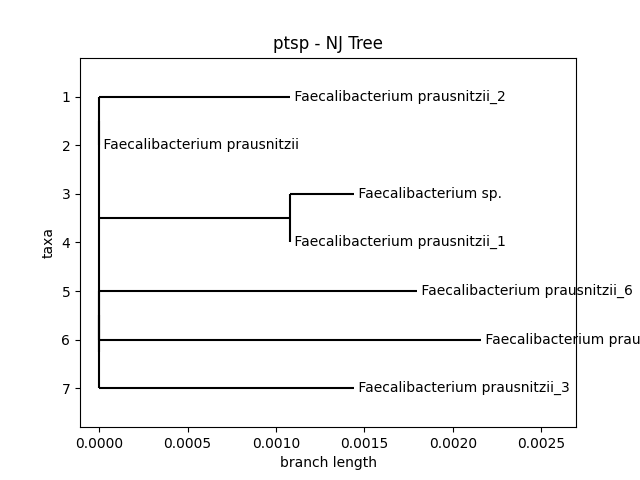 ptsp - NJ Tree
1
Faecalibacterium prausnitzii_2
2
Faecalibacterium prausnitzii
3
Faecalibacterium sp.
4
Faecalibacterium prausnitzii_1
5
Faecalibacterium prausnitzii_6
6
Faecalibacterium prau
7
Faecalibacterium prausnitzii_3
taxa
0.0000 0.0005 0.0010 0.0015 0.0020 0.0025
branch length